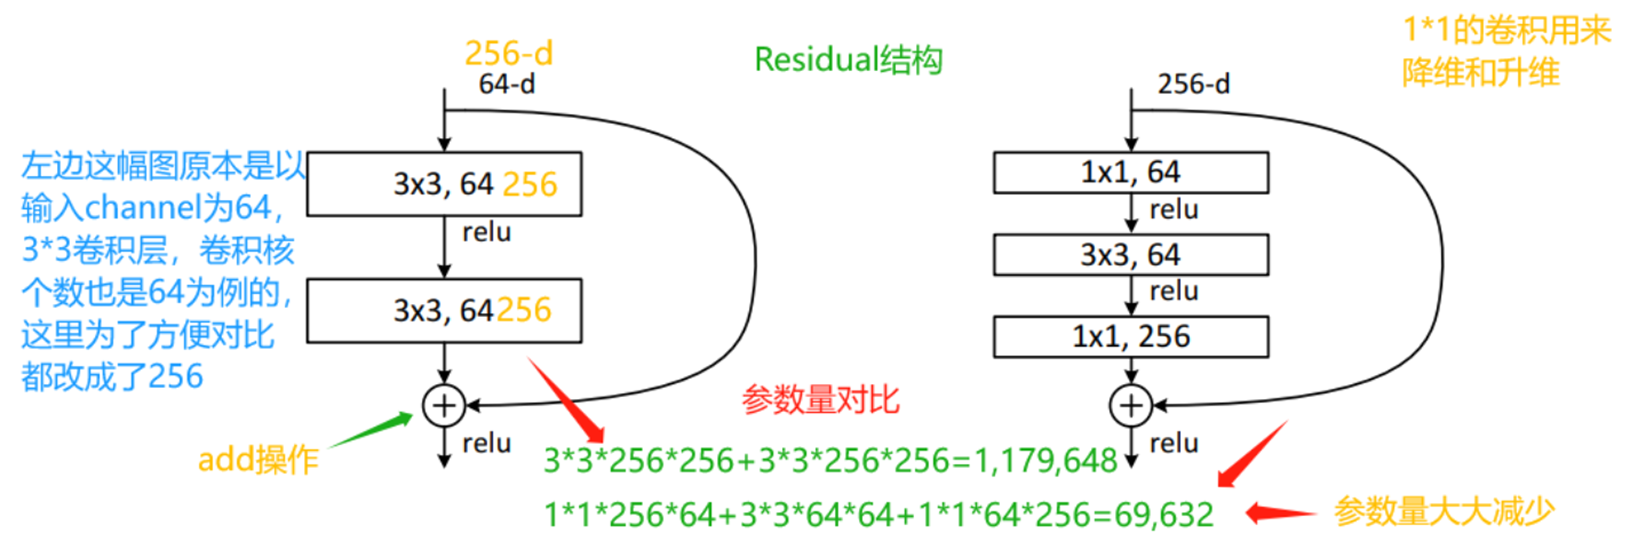 Residual结构
1*1的卷积用来
降维和升维
256-d
64-d
左边这幅图原本是以
输入channel为64，
3*3卷积层，卷积核
个数也是64为例的，
这里为了方便对比
都改成了256
3x3, 64 256
relu
3x3, 64 256
add操作
relu
256-d
1x1, 64
relu
3x3, 64
relu
1x1, 256
relu
参数量对比
3*3*256*256+3*3*256*256=1,179,648
1*1*256*64+3*3*64*64+1*1*64*256=69,632
参数量大大减少